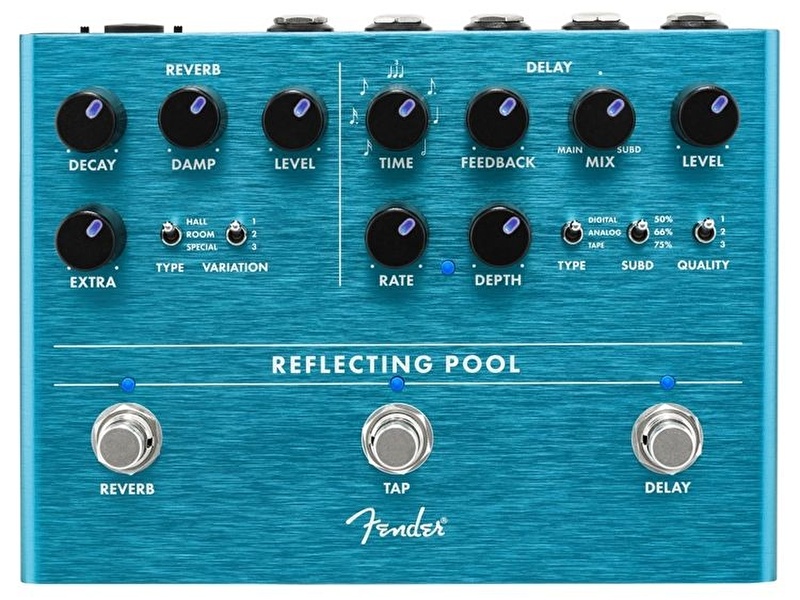 REVERB
DELAY
DECAY
DAMP
LEVEL
TIME
FEEDBACK
MAIN
SUBD
MIX
LEVEL
EXTRA
HALL
ROOM
SPECIAL
TYPE
1
2
3
VARIATION
RATE
DEPTH
DIGITAL
ANALOG
TAPE
TYPE
50%
66%
75%
SUBD
1
2
3
QUALITY
REFLECTING POOL
REVERB
TAP
DELAY
Fender®